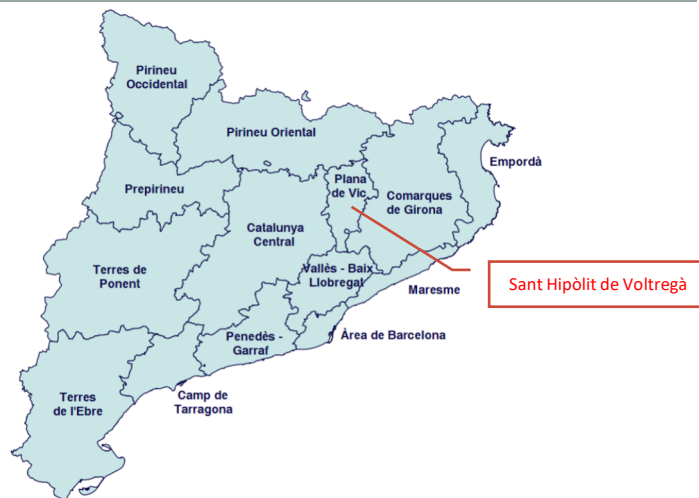 Pirineu
Occidental
Pirineu Oriental
Empordà
Plana
de Vic
Prepirineu
Comarques
de Girona
Catalunya
Central
Terres de
Ponent
Vallès - Baix
Llobregat
Maresme
Sant Hipòlit de Voltregà
Penedès -
Garraf
Àrea de Barcelona
Terres
de l'Ebre
Camp de
Tarragona